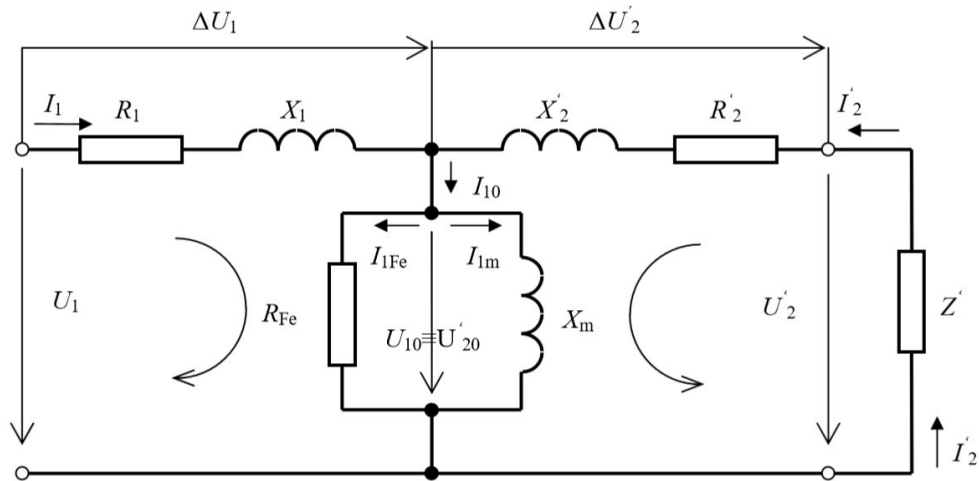 ΔU₁ ΔU'₂
I₁ R₁ X₁ X'₂ R'₂ I'₂
I₁₀
I₁Fe I₁m
U₁ RFe U₁₀≡U'₂₀ Xm U'₂ Z'
I'₂